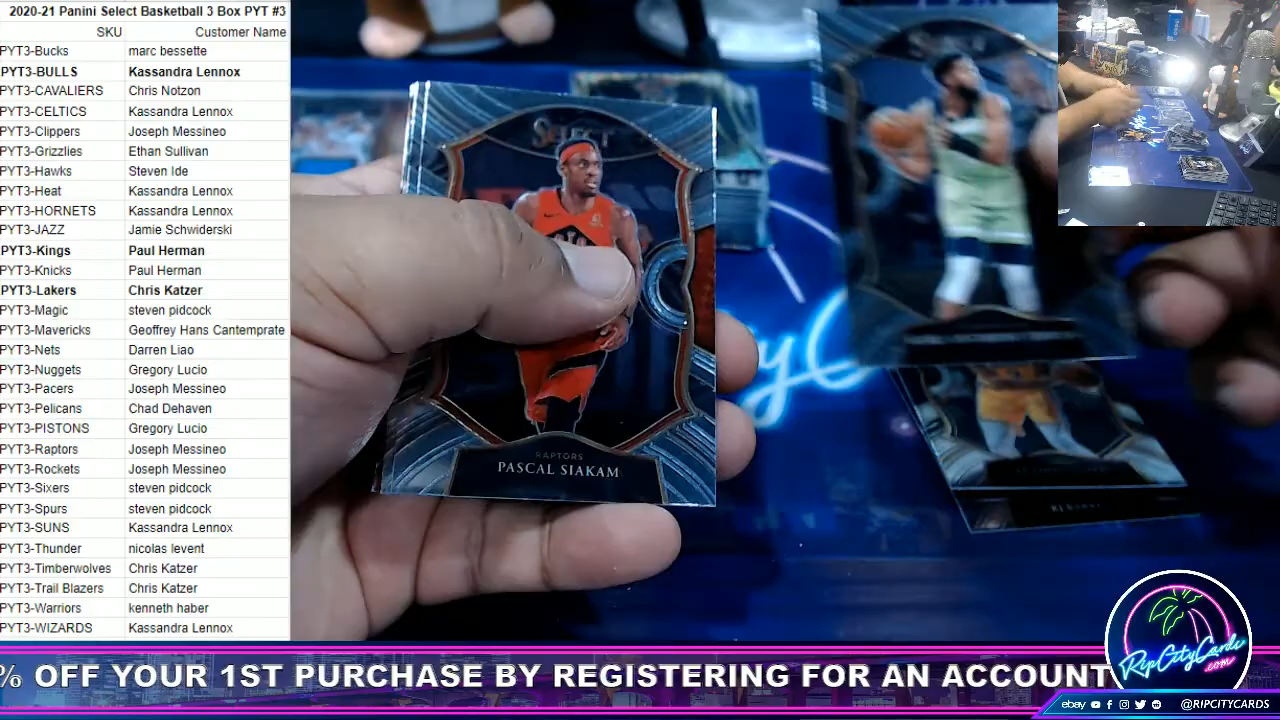 2020-21 Panini Select Basketball 3 Box PYT #3
SKU Customer Name
PYT3-Bucks marc bessette
PYT3-BULLS Kassandra Lennox
PYT3-CAVALIERS Chris Notzon
PYT3-CELTICS Kassandra Lennox
PYT3-Clippers Joseph Messineo
PYT3-Grizzlies Ethan Sullivan
PYT3-Hawks Steven Ide
PYT3-Heat Kassandra Lennox
PYT3-HORNETS Kassandra Lennox
PYT3-JAZZ Jamie Schwiderski
PYT3-Kings Paul Herman
PYT3-Knicks Paul Herman
PYT3-Lakers Chris Katzer
PYT3-Magic steven pidcock
PYT3-Mavericks Geoffrey Hans Cantemprate
PYT3-Nets Darren Liao
PYT3-Nuggets Gregory Lucio
PYT3-Pacers Joseph Messineo
PYT3-Pelicans Chad Dehaven
PYT3-PISTONS Gregory Lucio
PYT3-Raptors Joseph Messineo
PYT3-Rockets Joseph Messineo
PYT3-Sixers steven pidcock
PYT3-Spurs steven pidcock
PYT3-SUNS Kassandra Lennox
PYT3-Thunder nicolas levent
PYT3-Timberwolves Chris Katzer
PYT3-Trail Blazers Chris Katzer
PYT3-Warriors kenneth haber
PYT3-WIZARDS Kassandra Lennox
SELECT
RAPTORS
PASCAL SIAKAM
% OFF YOUR 1ST PURCHASE BY REGISTERING FOR AN ACCOUNT
RipCityCards
.com
ebay @RIPCITYCARDS